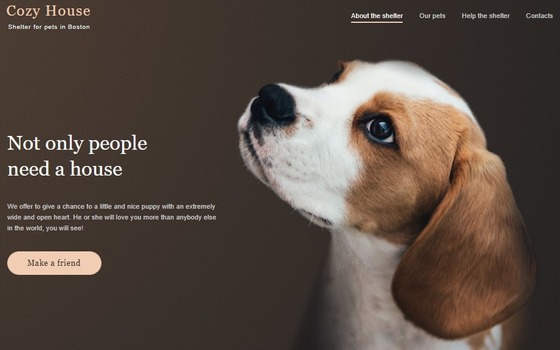 Cozy House
Shelter for pets in Boston
About the shelter
Our pets
Help the shelter
Contacts
Not only people
need a house
We offer to give a chance to a little and nice puppy with an extremely
wide and open heart. He or she will love you more than anybody else
in the world, you will see!
Make a friend